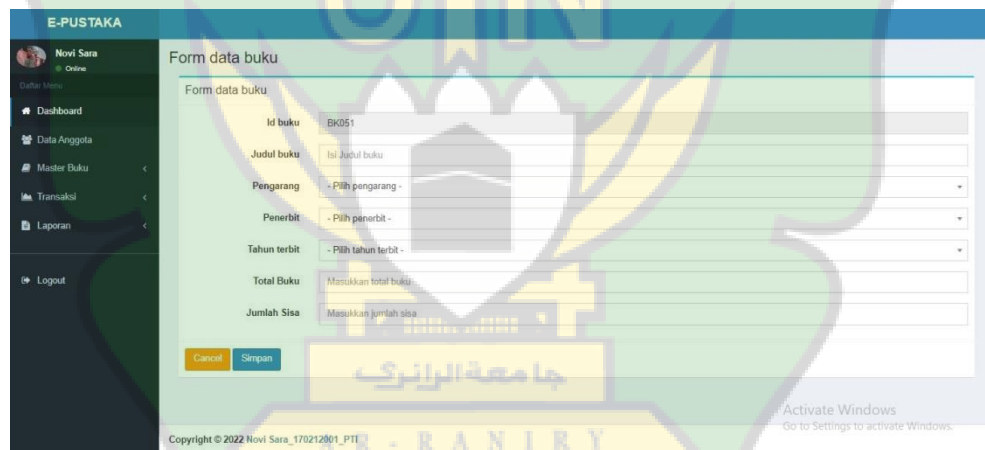 UIN
E-PUSTAKA
Novi Sara
Online
Daftar Menu
Dashboard
Data Anggota
Master Buku
Transaksi
Laporan
Logout
Form data buku
Form data buku
Id buku BK051
Judul buku Isi Judul buku
Pengarang - Pilih pengarang -
Penerbit - Pilih penerbit -
Tahun terbit - Pilih tahun terbit -
Total Buku Masukkan total buku
Jumlah Sisa Masukkan jumlah sisa
Cancel Simpan
جامعة الرانري
Activate Windows
Go to Settings to activate Windows.
Copyright © 2022 Novi Sara_170212001_PTI
A R - R A N I R Y